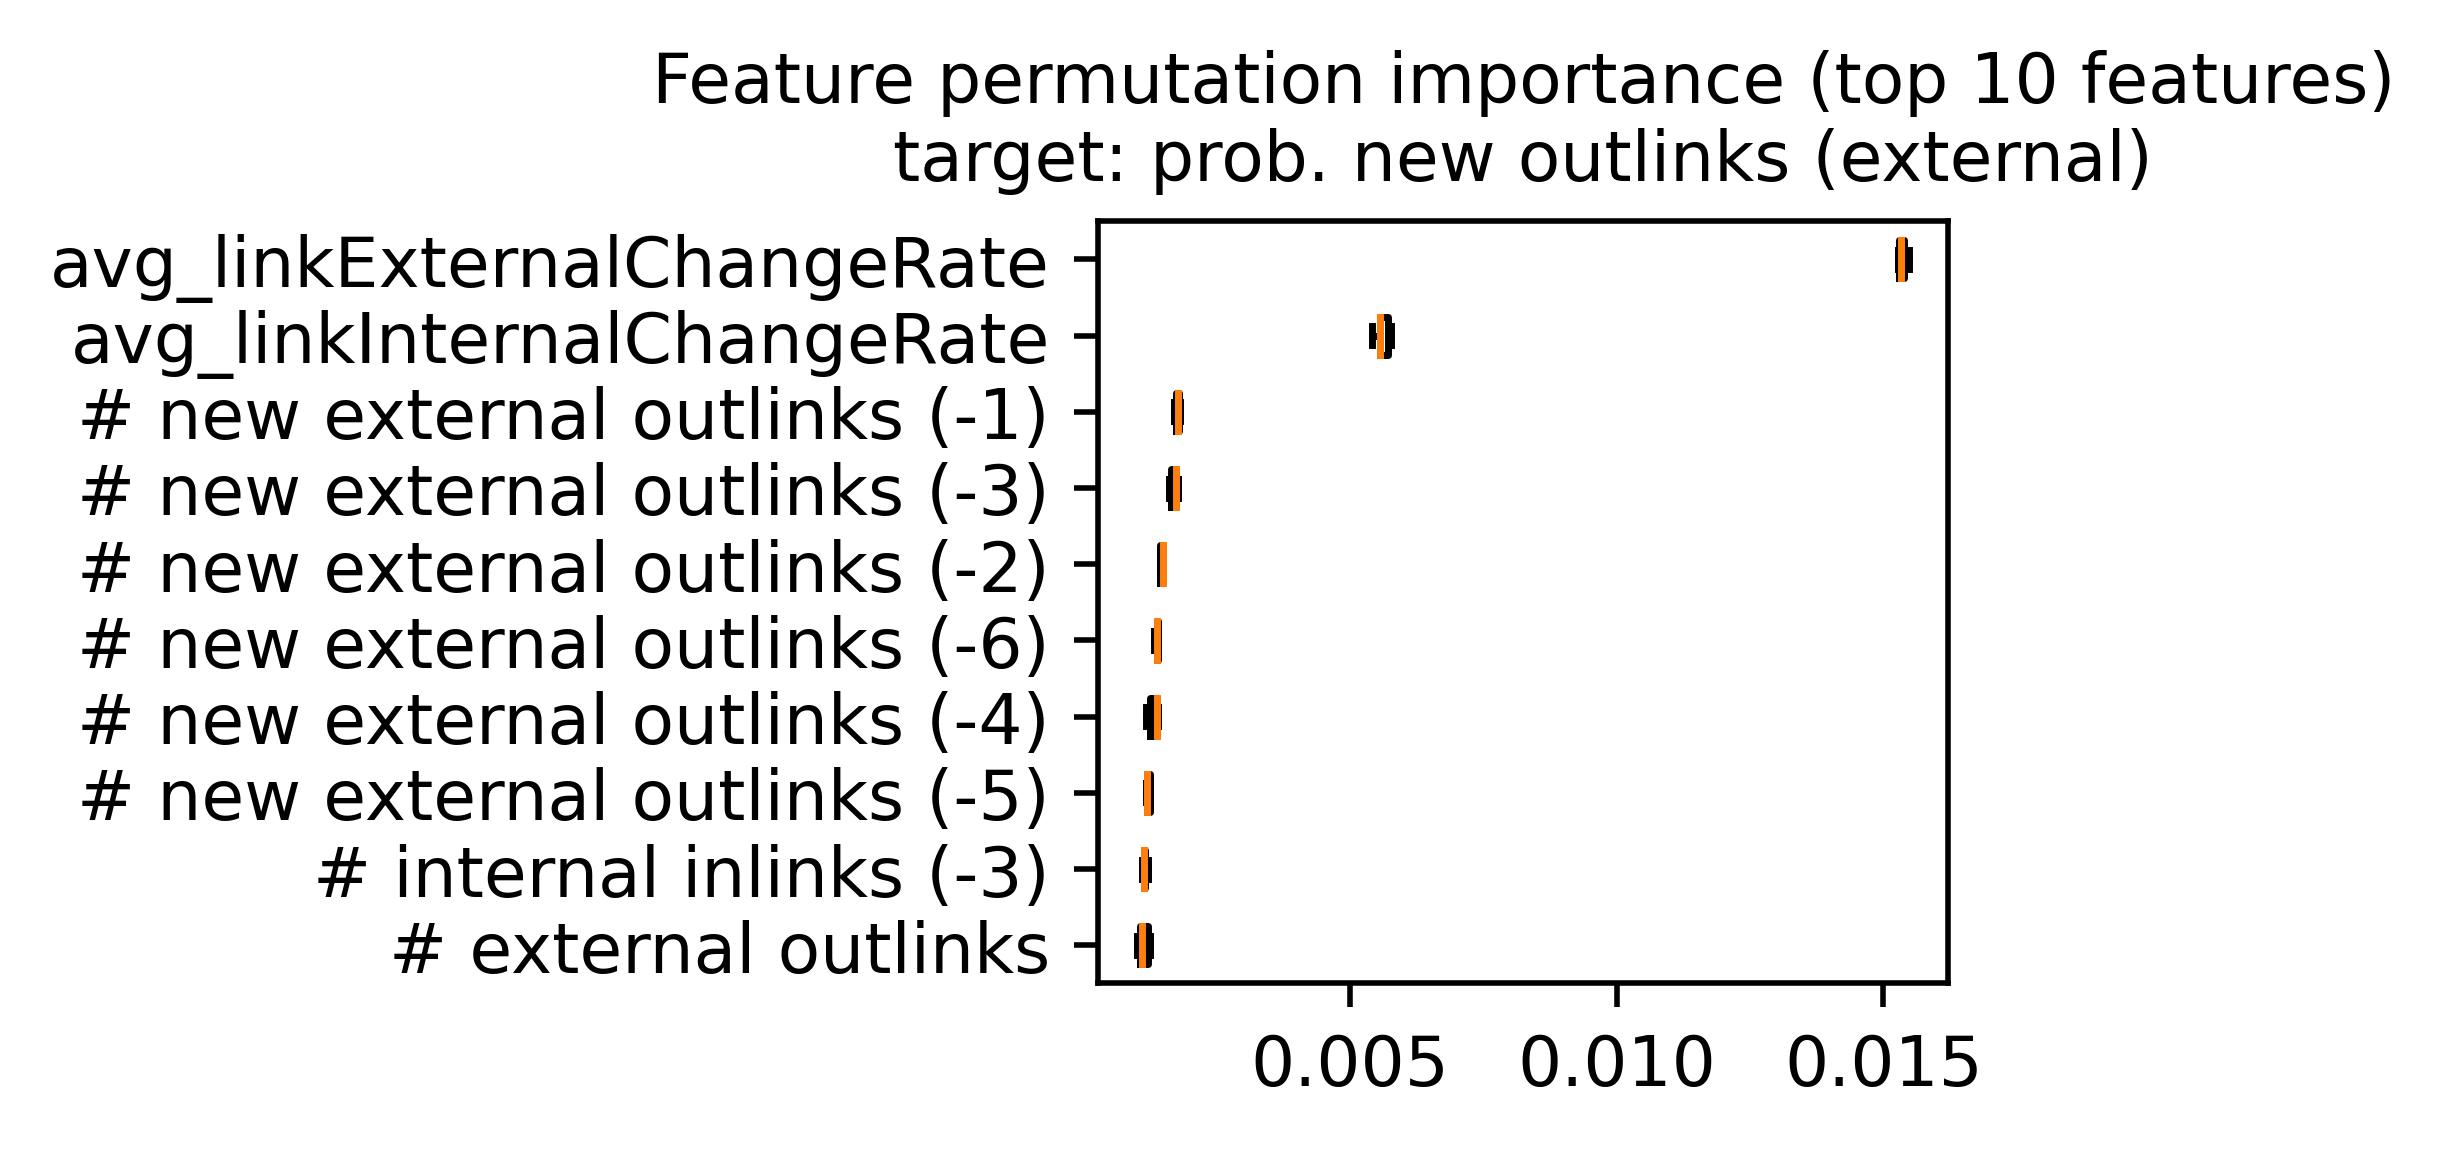 Feature permutation importance (top 10 features)
target: prob. new outlinks (external)
avg_linkExternalChangeRate
avg_linkInternalChangeRate
# new external outlinks (-1)
# new external outlinks (-3)
# new external outlinks (-2)
# new external outlinks (-6)
# new external outlinks (-4)
# new external outlinks (-5)
# internal inlinks (-3)
# external outlinks
0.005 0.010 0.015